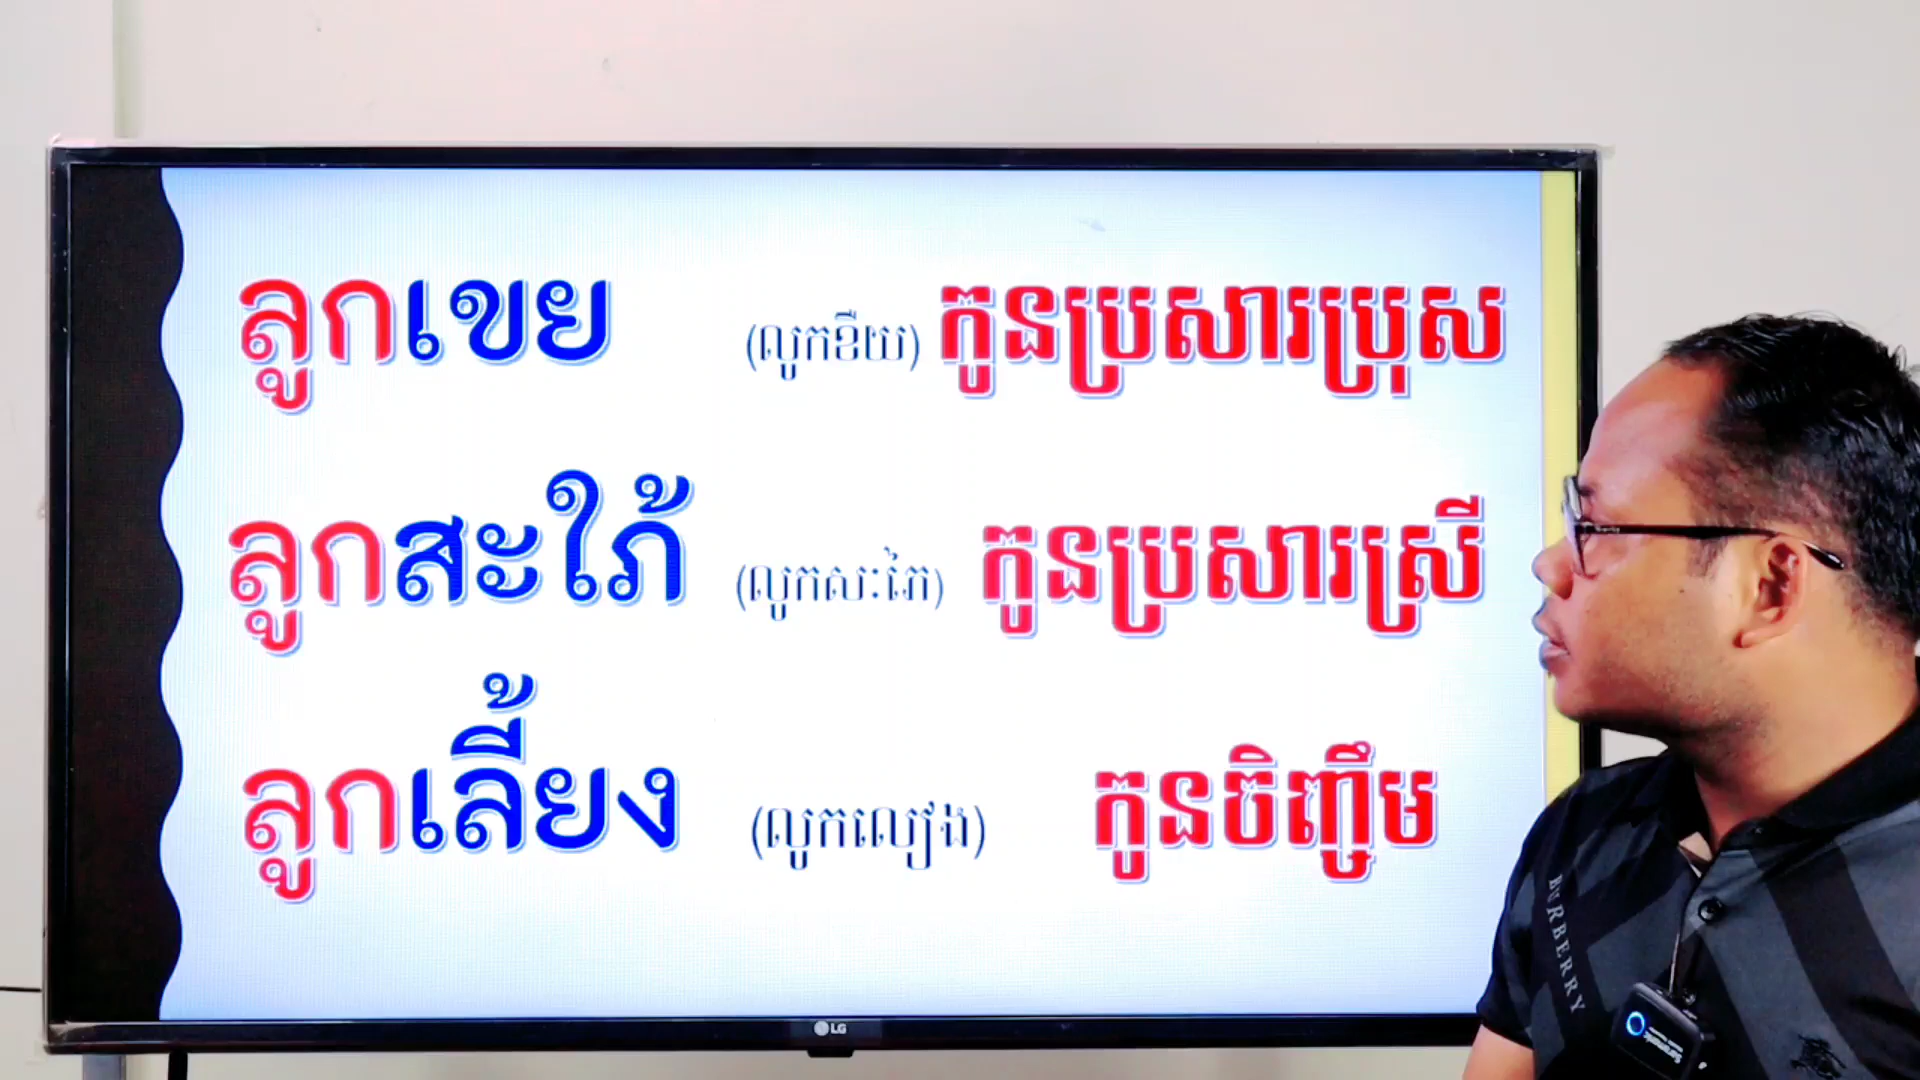 ลูกเขย (លូកខឺយ) កូនប្រសារប្រុស
ลูกสะใภ้ (លូកសៈភៃ់) កូនប្រសារស្រី
ลูกเลี้ยง (លូកលៀង) កូនចិញ្ចឹម
LG
BURBERRY
Saramonic